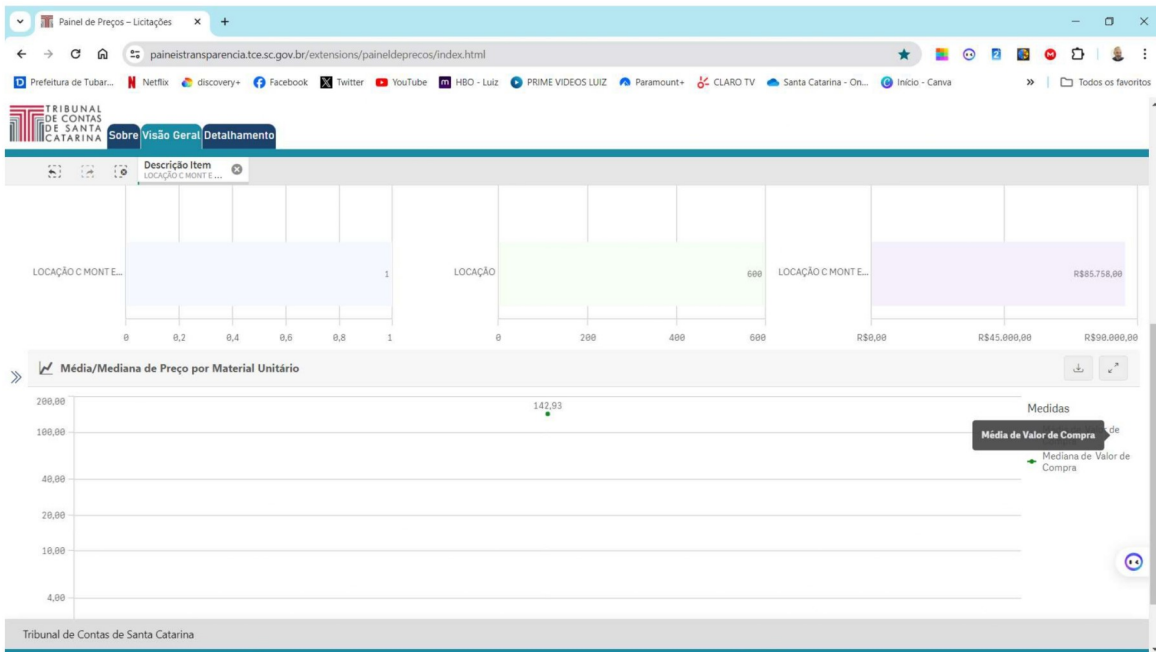 Painel de Preços – Licitações
paineistransparencia.tce.sc.gov.br/extensions/paineldeprecos/index.html
Prefeitura de Tubar... Netflix discovery+ Facebook Twitter YouTube HBO - Luiz PRIME VIDEOS LUIZ Paramount+ CLARO TV Santa Catarina - On... Início - Canva » Todos os favoritos
TRIBUNAL
DE CONTAS
DE SANTA
CATARINA
Sobre Visão Geral Detalhamento
Descrição Item
LOCAÇÃO C MONT E ...
LOCAÇÃO C MONT E... 1 LOCAÇÃO 600 LOCAÇÃO C MONT E... R$85.758,00
0 0,2 0,4 0,6 0,8 1 0 200 400 600 R$0,00 R$45.000,00 R$90.000,00
Média/Mediana de Preço por Material Unitário
200,00
142,93
Medidas
100,00
Média de Valor de Compra
de
Mediana de Valor de
Compra
40,00
20,00
10,00
4,00
Tribunal de Contas de Santa Catarina